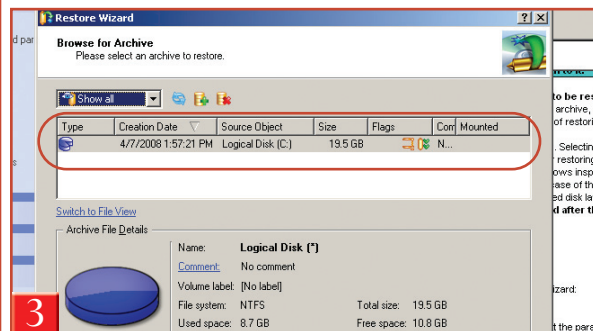 Restore Wizard
d par
Browse for Archive
Please select an archive to restore.
Show all
Type Creation Date Source Object Size Flags Com Mounted
4/7/2008 1:57:21 PM Logical Disk (C:) 19.5 GB N...
Switch to File View
Archive File Details
Name: Logical Disk (*)
Comment: No comment
Volume label: [No label]
File system: NTFS Total size: 19.5 GB
Used space: 8.7 GB Free space: 10.8 GB
3
s
to be res
archive,
of restori
. Selectin
restoring
ows insp
ase of th
ed disk la
d after th
izard:
t the para